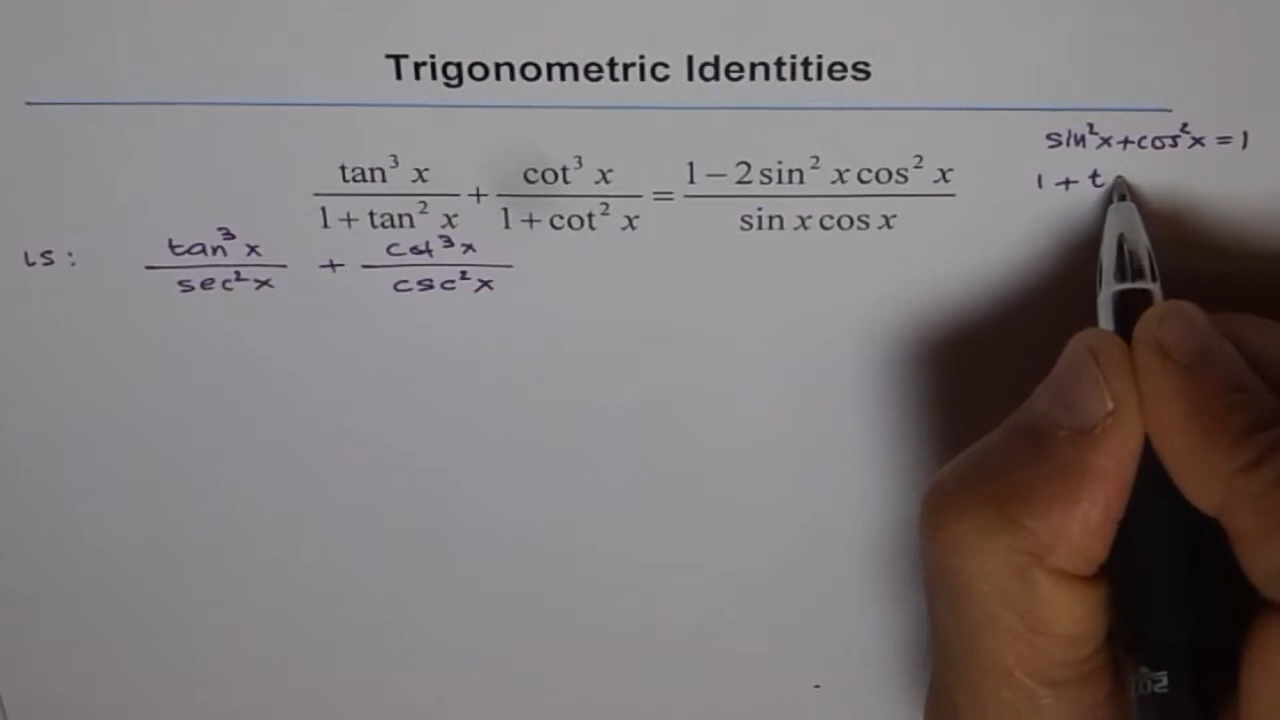 Trigonometric Identities
sin²x+cos²x=1
1+t
tan³ x / 1+tan² x + cot³ x / 1+cot² x = 1−2sin² x cos² x / sin x cos x
LS: tan³x / sec²x + cot³x / csc²x